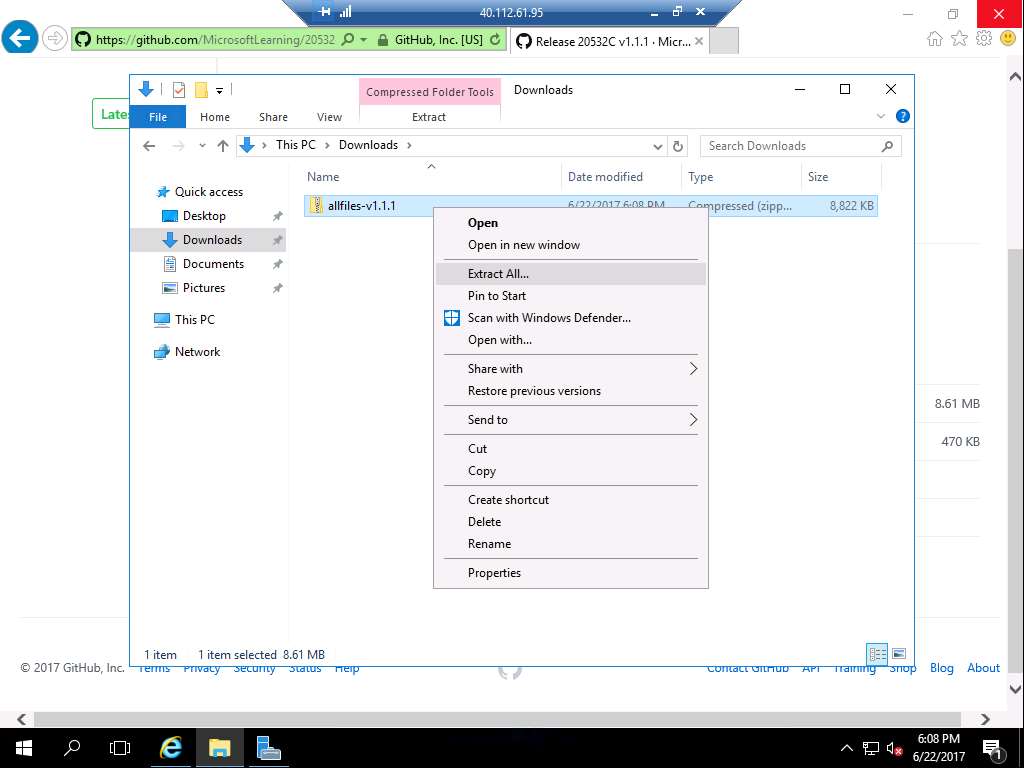 40.112.61.95
https://github.com/MicrosoftLearning/20532
GitHub, Inc. [US]
Release 20532C v1.1.1 · Micr...
Compressed Folder Tools
Downloads
File
Home
Share
View
Extract
This PC
Downloads
Search Downloads
Name
Date modified
Type
Size
Quick access
Desktop
Downloads
Documents
Pictures
This PC
Network
allfiles-v1.1.1
6/22/2017 6:08 PM
Compressed (zipp...
8,822 KB
Open
Open in new window
Extract All...
Pin to Start
Scan with Windows Defender...
Open with...
Share with
Restore previous versions
Send to
Cut
Copy
Create shortcut
Delete
Rename
Properties
8.61 MB
470 KB
1 item
1 item selected 8.61 MB
© 2017 GitHub, Inc.
Terms
Privacy
Security
Status
Help
Contact GitHub
API
Training
Shop
Blog
About
6:08 PM
6/22/2017
1